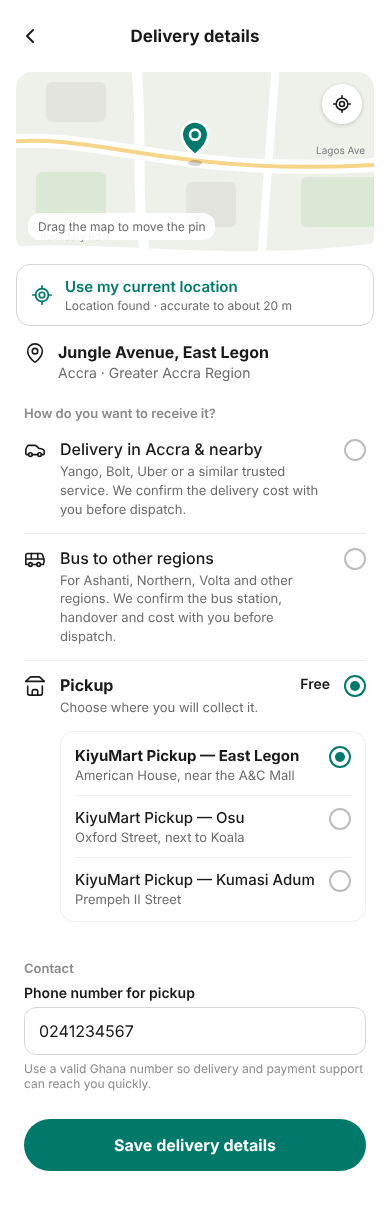 Delivery details
Lagos Ave
Drag the map to move the pin
Use my current location
Location found · accurate to about 20 m
Jungle Avenue, East Legon
Accra · Greater Accra Region
How do you want to receive it?
Delivery in Accra & nearby
Yango, Bolt, Uber or a similar trusted
service. We confirm the delivery cost with
you before dispatch.
Bus to other regions
For Ashanti, Northern, Volta and other
regions. We confirm the bus station,
handover and cost with you before
dispatch.
Pickup
Free
Choose where you will collect it.
KiyuMart Pickup — East Legon
American House, near the A&C Mall
KiyuMart Pickup — Osu
Oxford Street, next to Koala
KiyuMart Pickup — Kumasi Adum
Prempeh II Street
Contact
Phone number for pickup
0241234567
Use a valid Ghana number so delivery and payment support
can reach you quickly.
Save delivery details